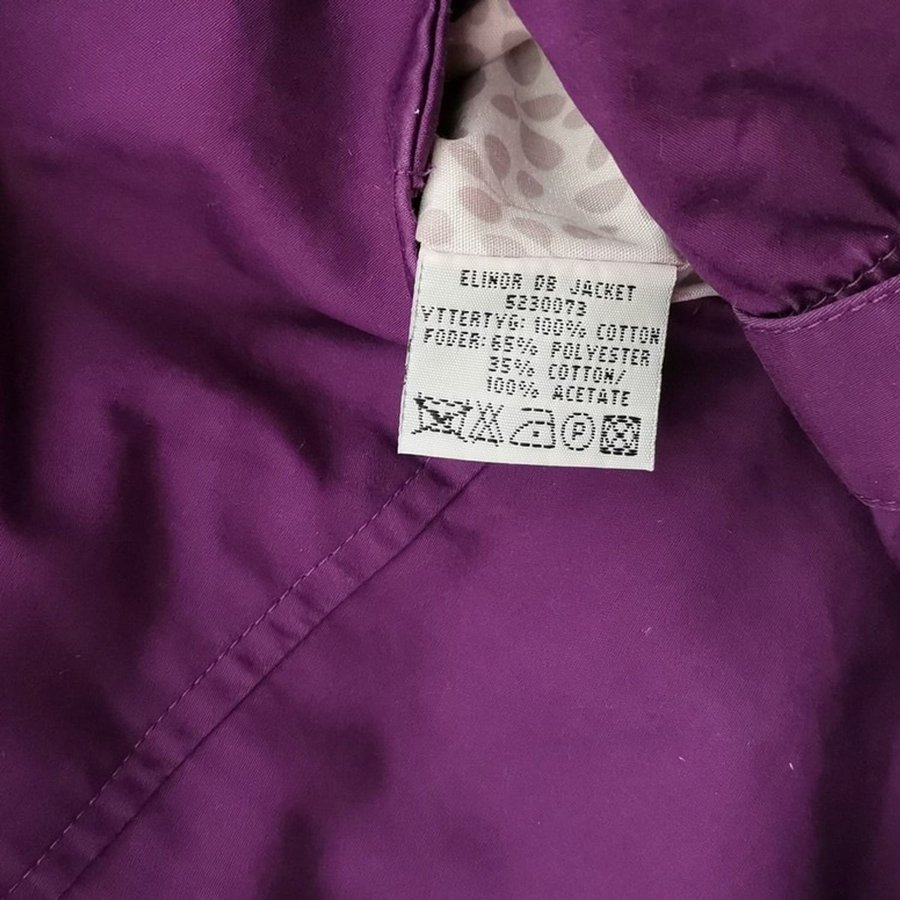 ELINOR DB JACKET
5230073
YTTERTYG: 100% COTTON
FODER: 65% POLYESTER
35% COTTON/
100% ACETATE
P